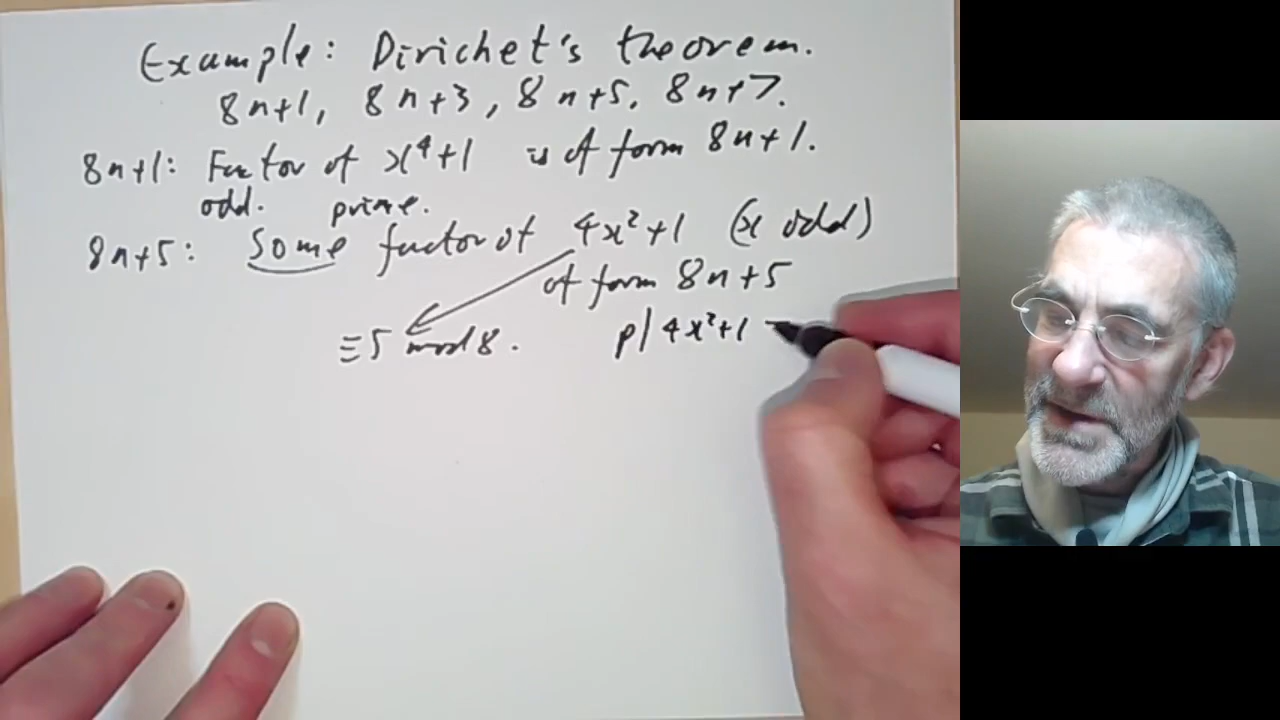 Example: Dirichet's theorem.
8n+1, 8n+3, 8n+5, 8n+7.
8n+1: Factor of x⁴+1 is of form 8n+1.
odd. prime.
8n+5: Some factor of 4x²+1 (x odd)
of form 8n+5
≡5 mod 8. p | 4x²+1